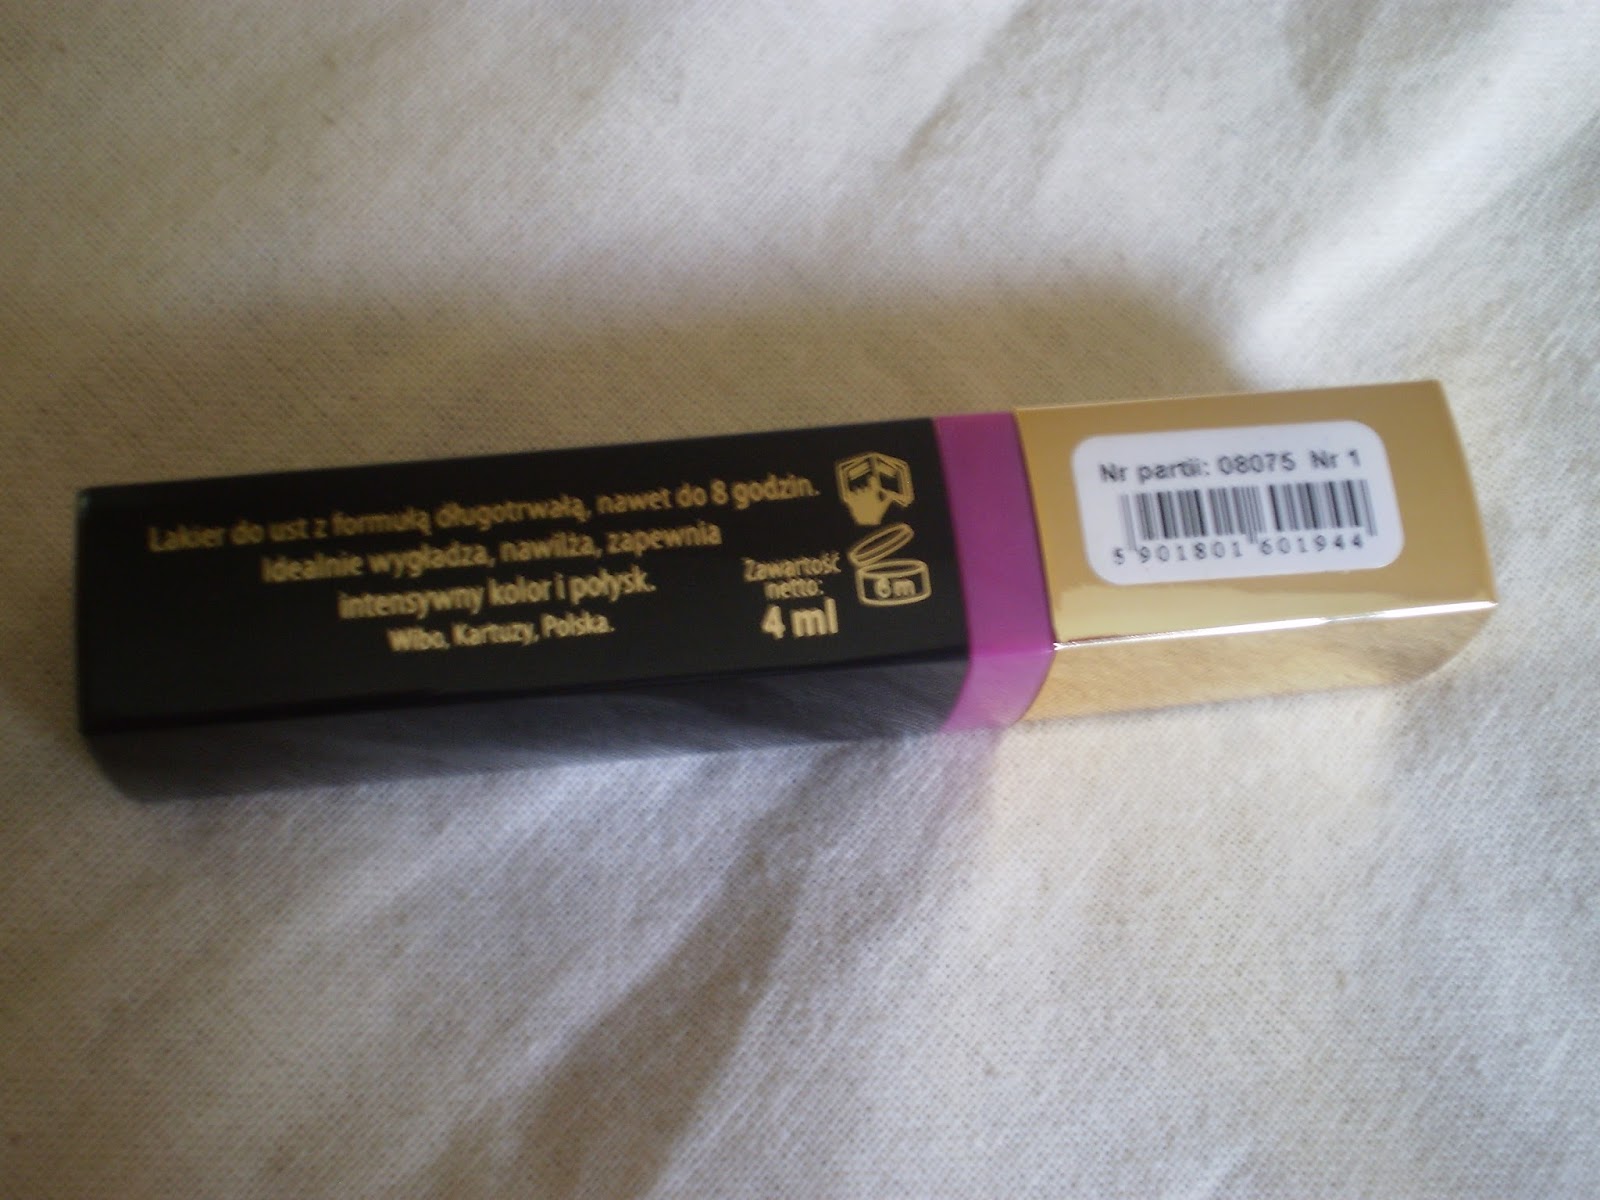 Lakier do ust z formułą długotrwałą, nawet do 8 godzin.
Idealnie wygładza, nawilża, zapewnia
intensywny kolor i połysk.
Wibo, Kartuzy, Polska.
Zawartość
netto:
4 ml
6 m
Nr partii: 08075 Nr 1
5 901801 601944